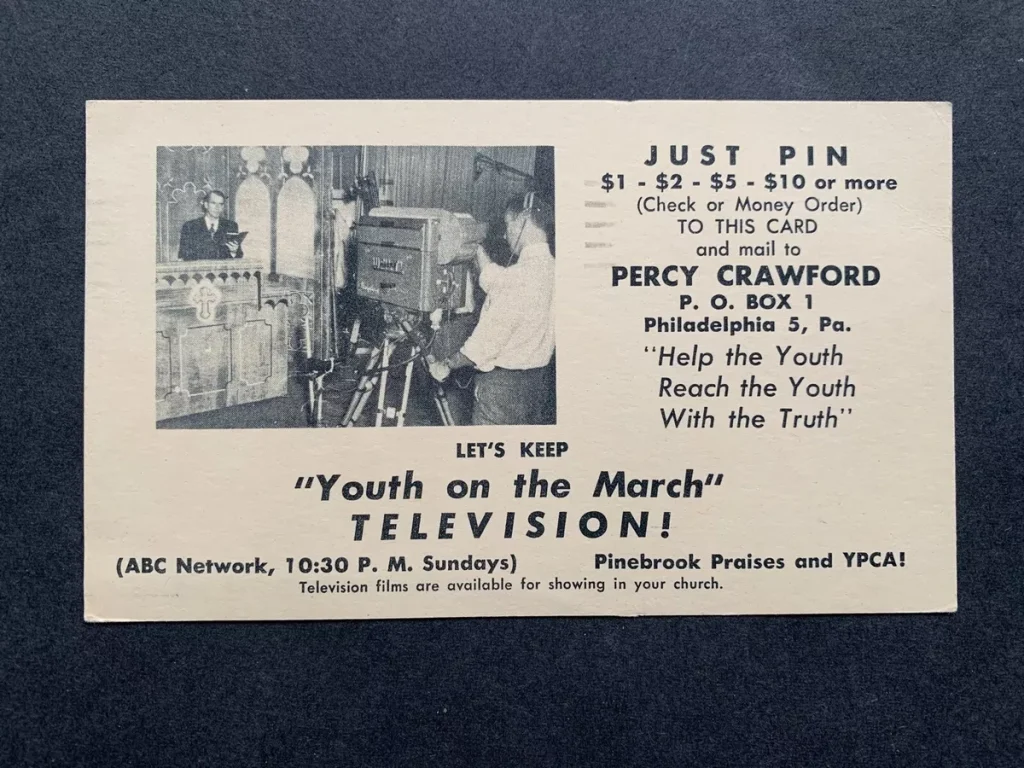 JUST PIN
$1 - $2 - $5 - $10 or more
(Check or Money Order)
TO THIS CARD
and mail to
PERCY CRAWFORD
P. O. BOX 1
Philadelphia 5, Pa.
"Help the Youth
Reach the Youth
With the Truth"
LET'S KEEP
"Youth on the March"
TELEVISION!
(ABC Network, 10:30 P. M. Sundays)
Pinebrook Praises and YPCA!
Television films are available for showing in your church.